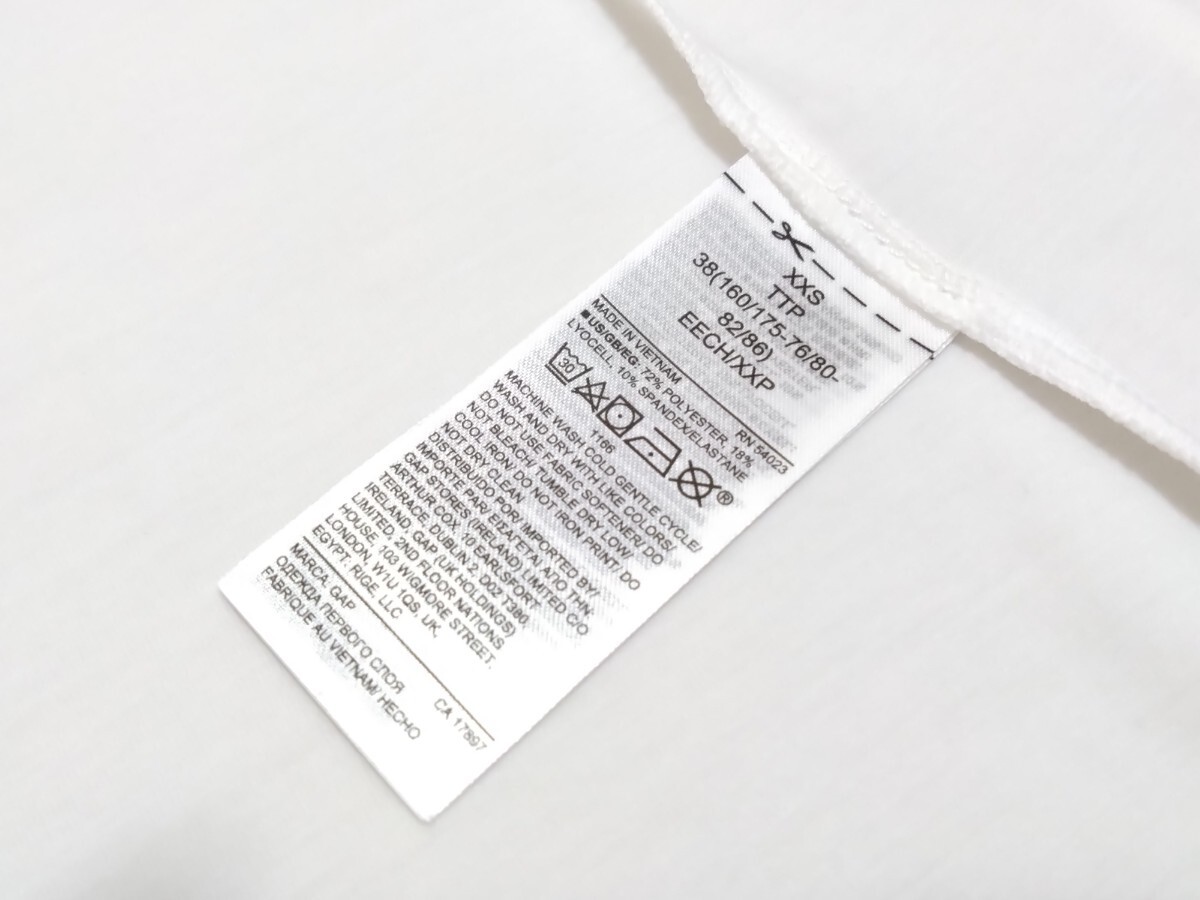 XXS
TTP
38(160/175-76/80-
82/86)
EECH/XXP
MADE IN VIETNAM RN 54023
■US/GB/EG: 72% POLYESTER, 18%
LYOCELL, 10% SPANDEX/ELASTANE
30
1166
®
MACHINE WASH COLD GENTLE CYCLE/
WASH AND DRY WITH LIKE COLORS/
DO NOT USE FABRIC SOFTENER/ DO
NOT BLEACH/ TUMBLE DRY LOW/
COOL IRON/ DO NOT IRON PRINT/ DO
NOT DRY CLEAN
DISTRIBUIDO POR/ IMPORTED BY/
IMPORTE PAR/ ΕΙΣΑΓΕΤΑΙ ΑΠΌ ΤΗΝ:
GAP STORES (IRELAND) LIMITED C/O
ARTHUR COX, 10 EARLSFORT
TERRACE, DUBLIN 2, D02 T380,
IRELAND, GAP (UK HOLDINGS)
LIMITED, 2ND FLOOR NATIONS
HOUSE, 103 WIGMORE STREET,
LONDON, W1U 1QS, UK,
EGYPT: RIGE, LLC
MARCA, GAP CA 17897
ОДЕЖДА ПЕРВОГО СЛОЯ
FABRIQUE AU VIETNAM/ HECHO